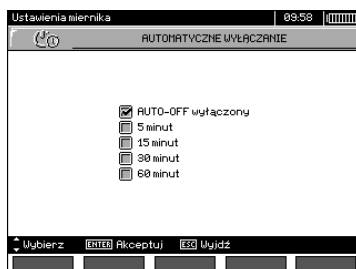 Ustawienia miernika 09:58
AUTOMATYCZNE WYŁĄCZANIE
AUTO-OFF wyłączony
5 minut
15 minut
30 minut
60 minut
Wybierz ENTER Akceptuj ESC Wyjdź